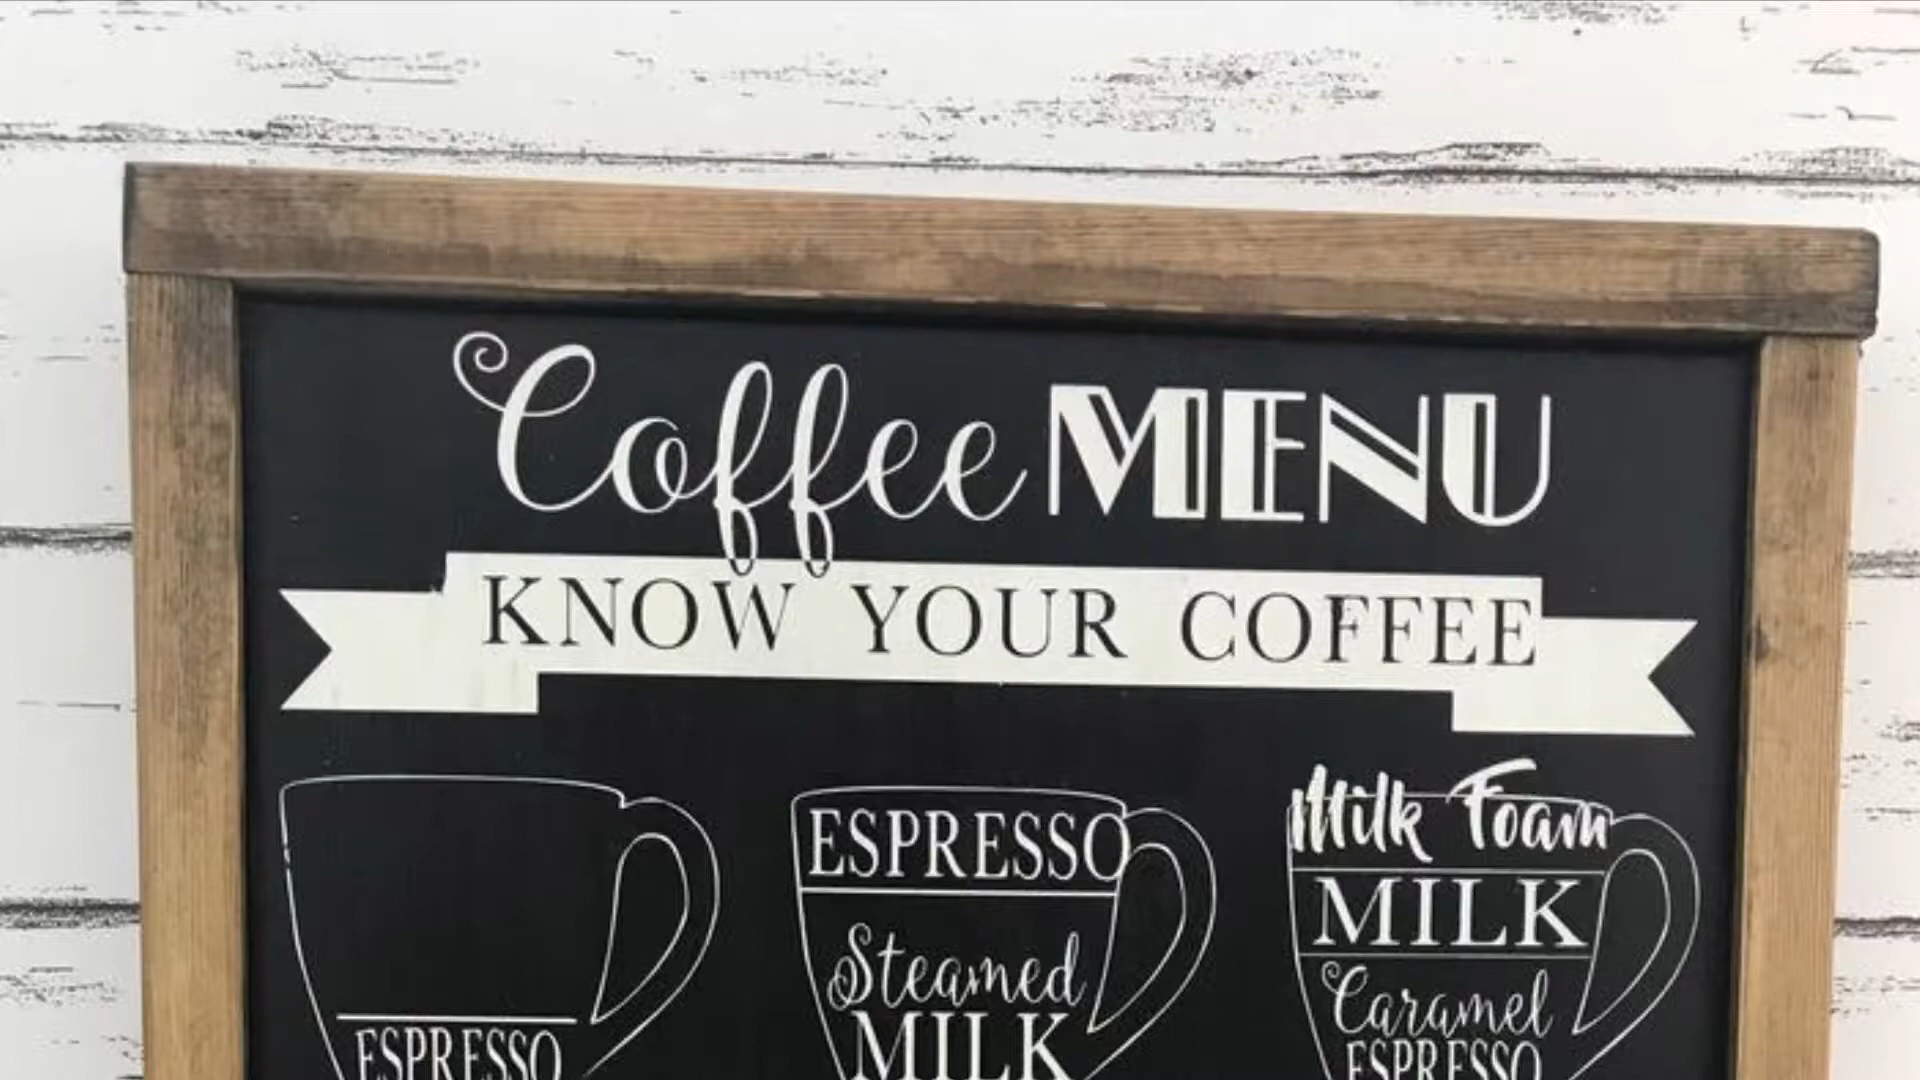 Coffee MENU
KNOW YOUR COFFEE
ESPRESSO
ESPRESSO
Steamed
MILK
Milk Foam
MILK
Caramel
ESPRESSO